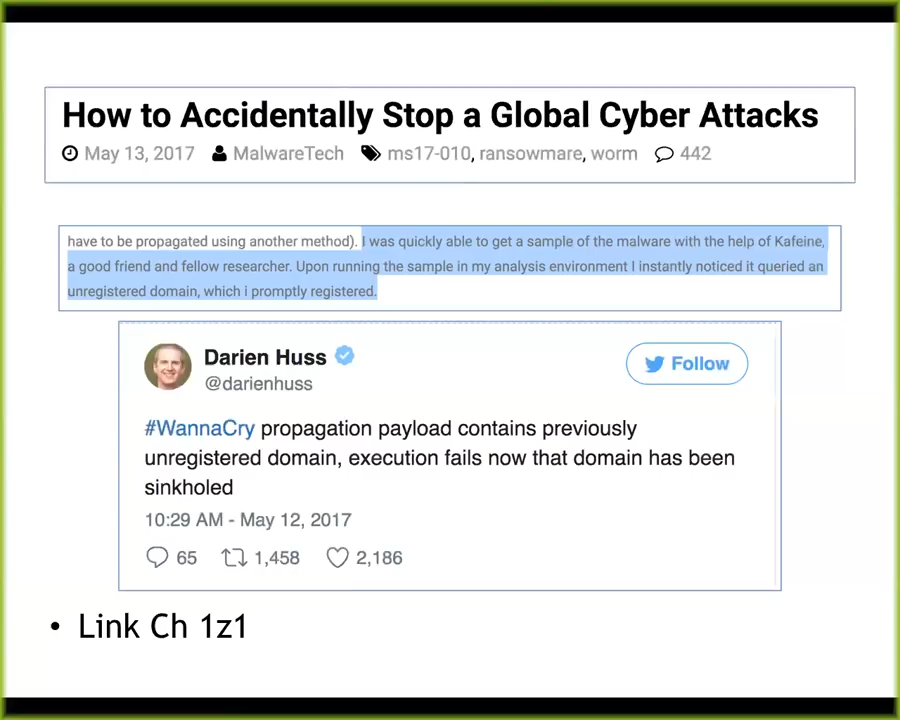 How to Accidentally Stop a Global Cyber Attacks
May 13, 2017 MalwareTech ms17-010, ransowmare, worm 442
have to be propagated using another method). I was quickly able to get a sample of the malware with the help of Kafeine,
a good friend and fellow researcher. Upon running the sample in my analysis environment I instantly noticed it queried an
unregistered domain, which i promptly registered.
Darien Huss
Follow
@darienhuss
#WannaCry propagation payload contains previously
unregistered domain, execution fails now that domain has been
sinkholed
10:29 AM - May 12, 2017
65 1,458 2,186
• Link Ch 1z1